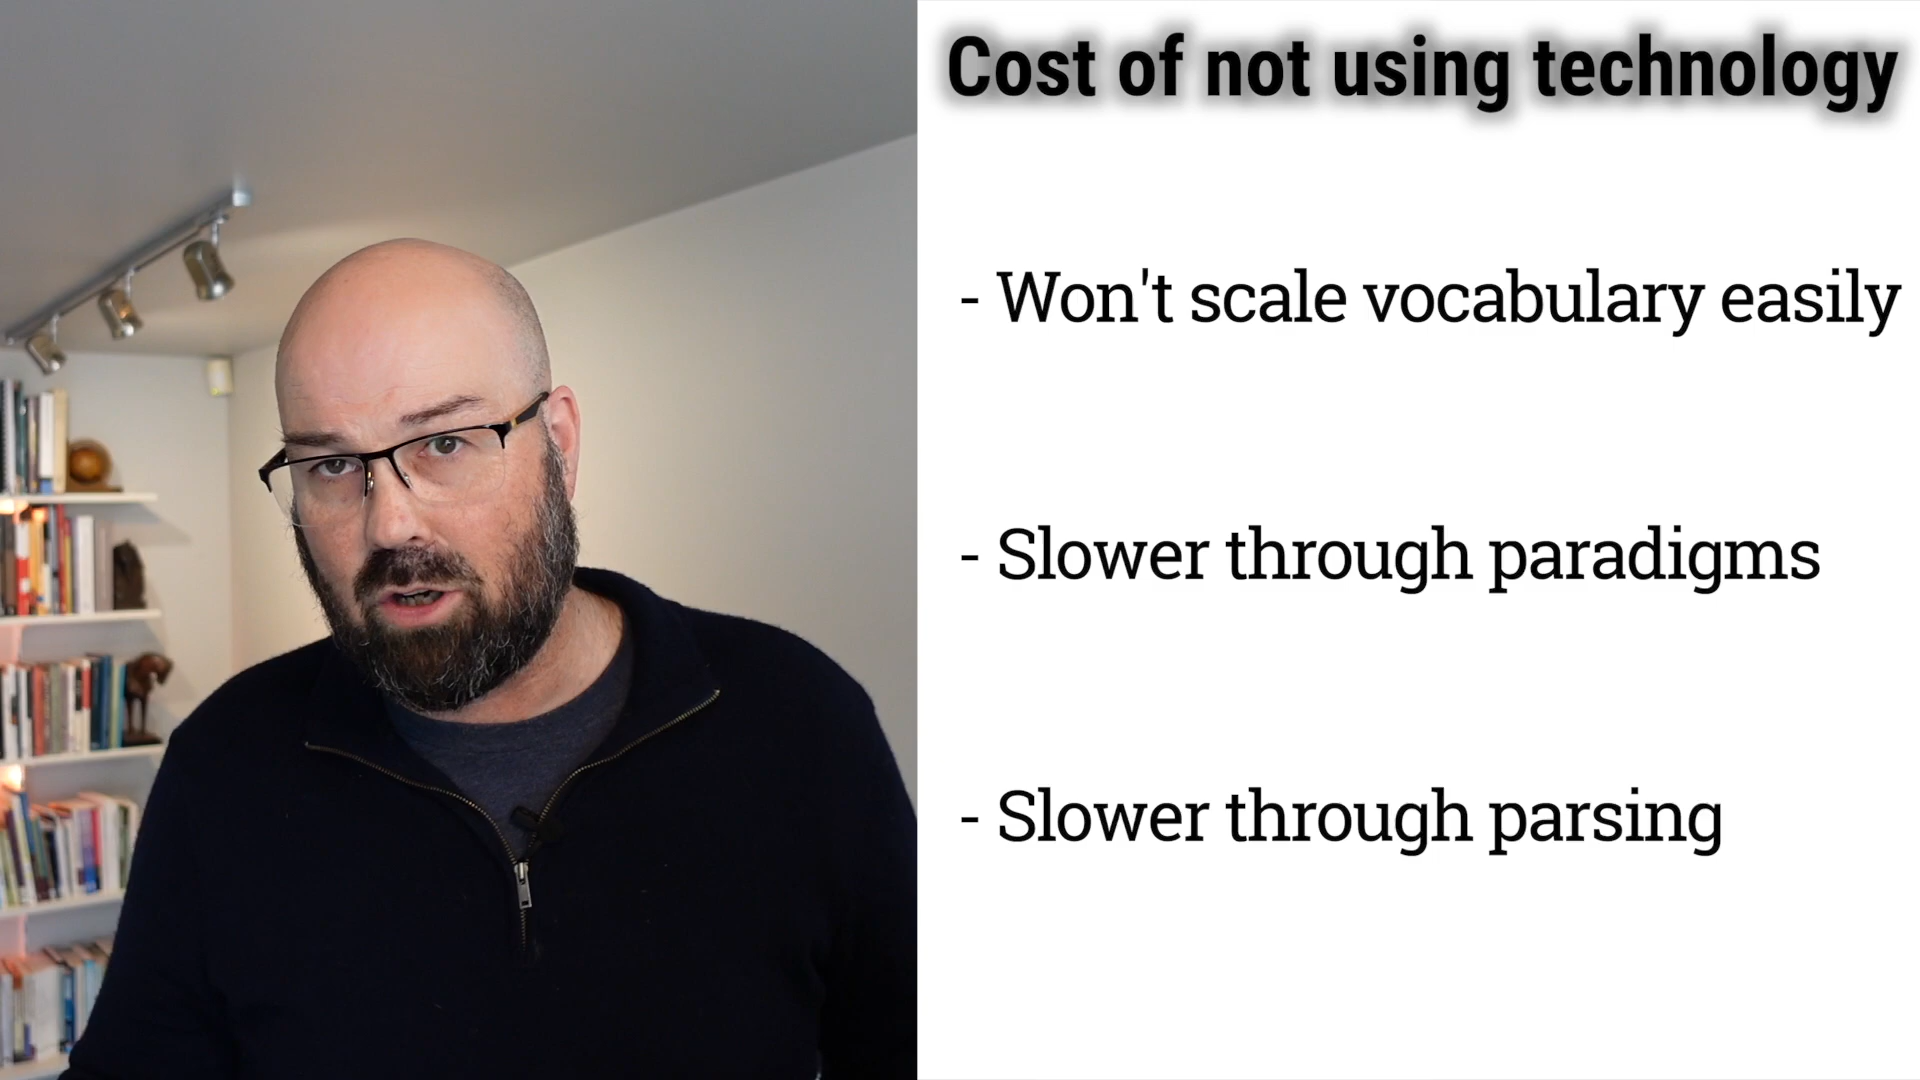 Cost of not using technology
- Won't scale vocabulary easily
- Slower through paradigms
- Slower through parsing